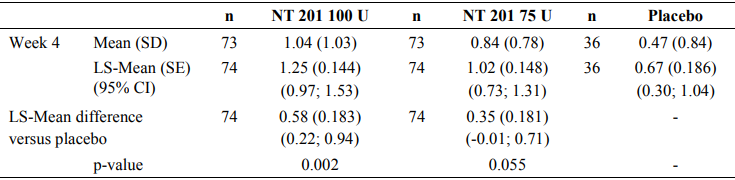 n NT 201 100 U n NT 201 75 U n Placebo
Week 4 Mean (SD) 73 1.04 (1.03) 73 0.84 (0.78) 36 0.47 (0.84)
LS-Mean (SE) 74 1.25 (0.144) 74 1.02 (0.148) 36 0.67 (0.186)
(95% CI) (0.97; 1.53) (0.73; 1.31) (0.30; 1.04)
LS-Mean difference 74 0.58 (0.183) 74 0.35 (0.181) -
versus placebo (0.22; 0.94) (-0.01; 0.71)
p-value 0.002 0.055 -